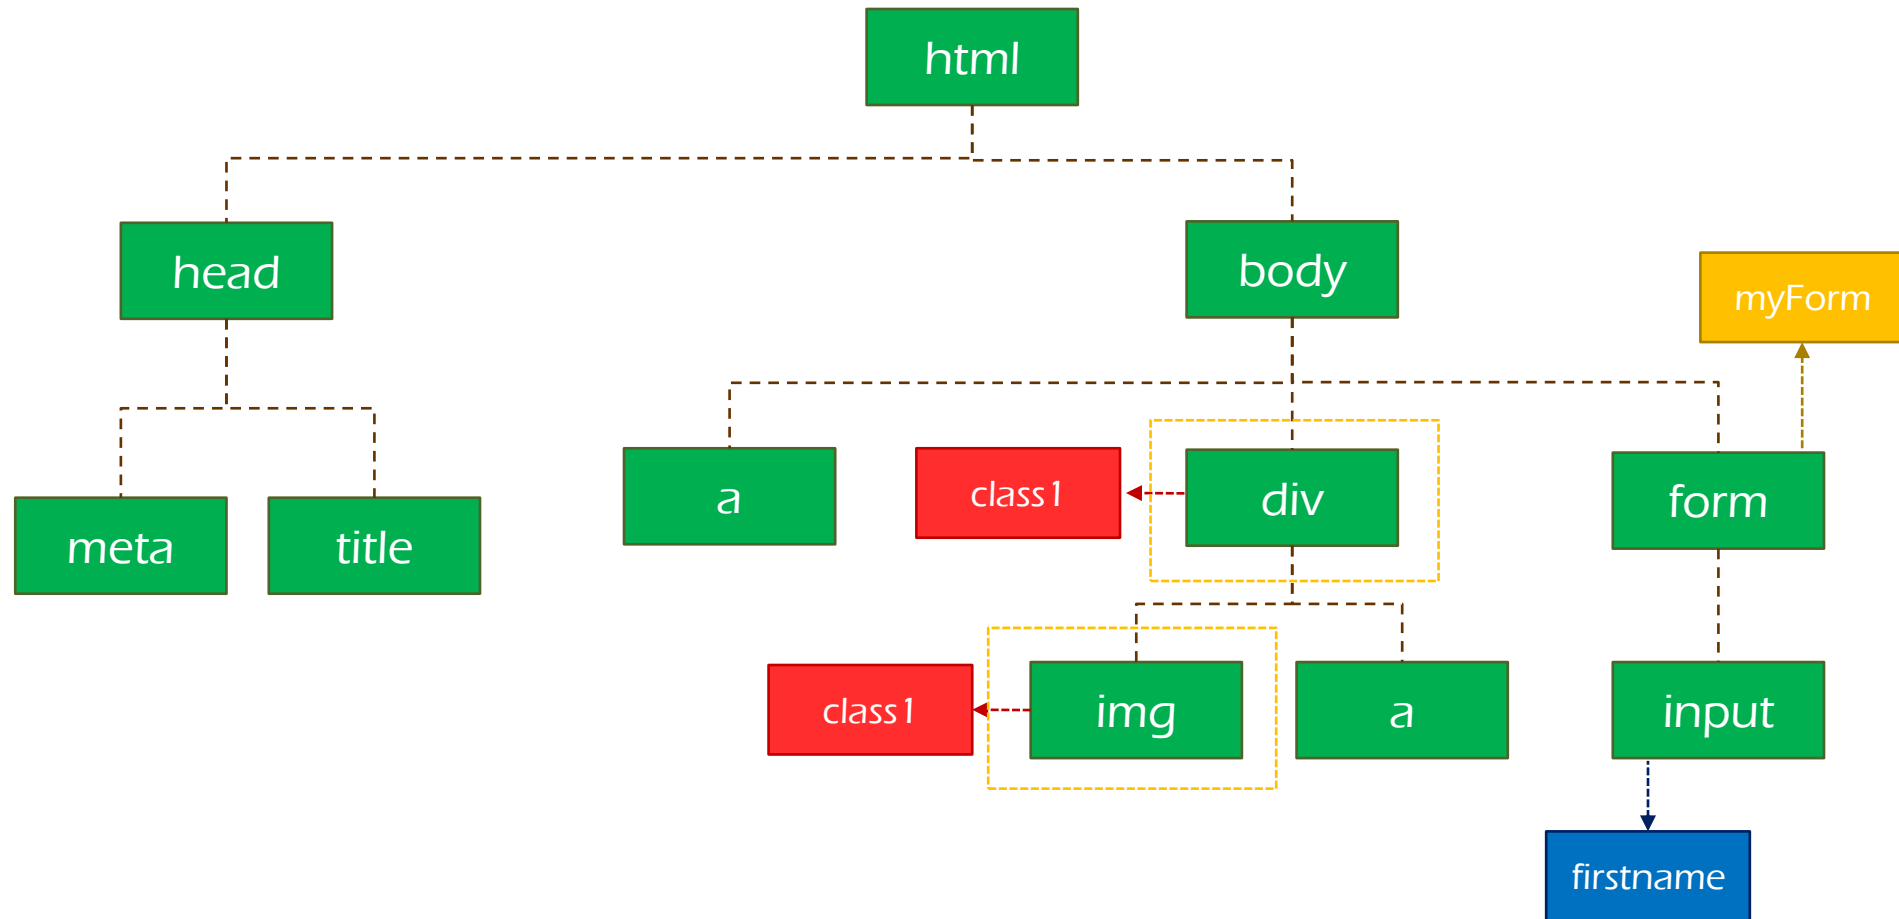 html
head
body
myForm
a
class1
div
form
meta
title
class1
img
a
input
firstname